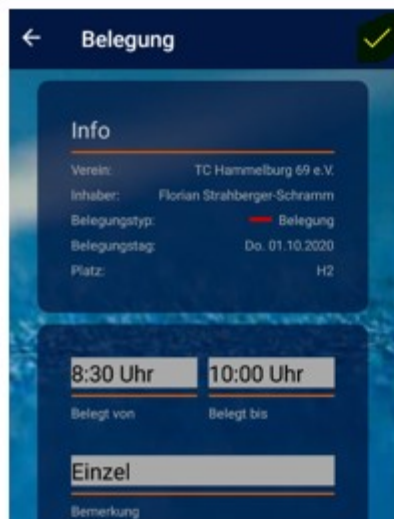 Belegung
Info
Verein: TC Hammelburg 69 e.V.
Inhaber: Florian Strahberger-Schramm
Belegungstyp: Belegung
Belegungstag: Do. 01.10.2020
Platz: H2
8:30 Uhr 10:00 Uhr
Belegt von Belegt bis
Einzel
Bemerkung